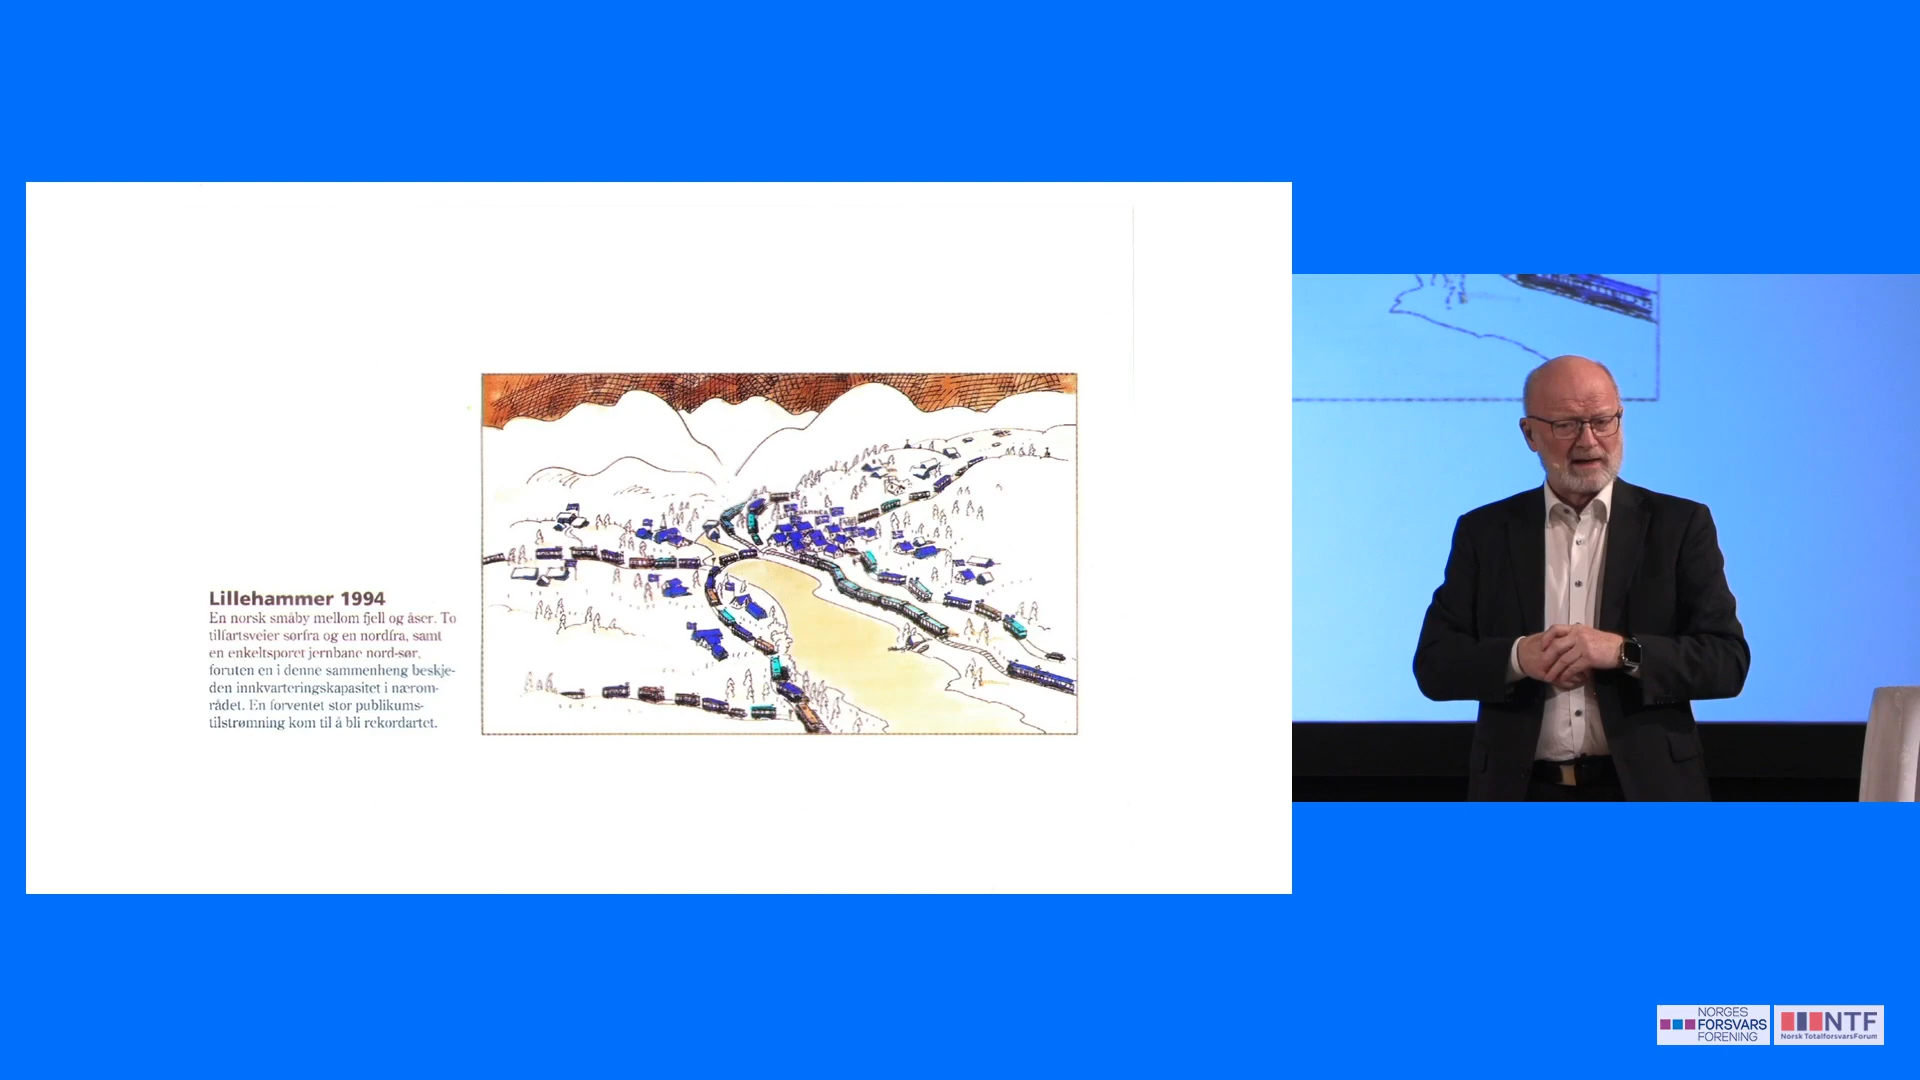 Lillehammer 1994
En norsk småby mellom fjell og åser. To
tilfartsveier sørfra og en nordfra, samt
en enkeltsporet jernbane nord-sør,
foruten en i denne sammenheng beskje-
den innkvarteringskapasitet i nærom-
rådet. En forventet stor publikums-
tilstrømning kom til å bli rekordartet.
LILLEHAMMER
NORGES
FORSVARS
FORENING
NTF
Norsk TotalforsvarsForum